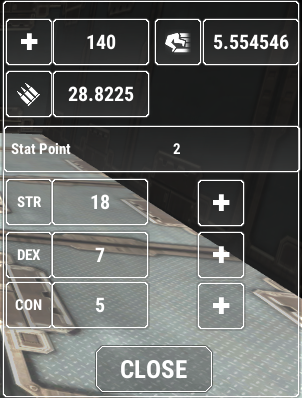 + 140 5.554546
28.8225
Stat Point 2
STR 18 +
DEX 7 +
CON 5 +
CLOSE